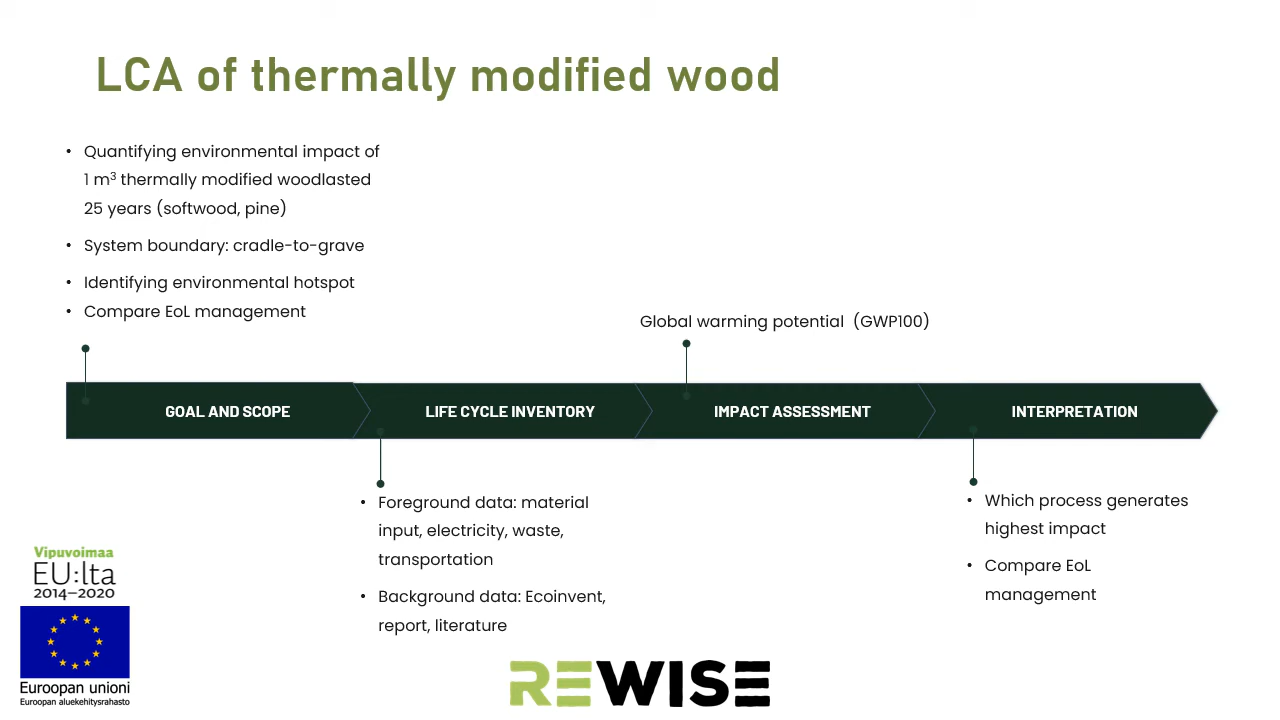 LCA of thermally modified wood
• Quantifying environmental impact of
1 m³ thermally modified woodlasted
25 years (softwood, pine)
• System boundary: cradle-to-grave
• Identifying environmental hotspot
• Compare EoL management
Global warming potential (GWP100)
GOAL AND SCOPE
LIFE CYCLE INVENTORY
IMPACT ASSESSMENT
INTERPRETATION
• Foreground data: material
input, electricity, waste,
transportation
• Background data: Ecoinvent,
report, literature
• Which process generates
highest impact
• Compare EoL
management
Vipuvoimaa
EU:lta
2014–2020
Euroopan unioni
Euroopan aluekehitysrahasto
REWISE